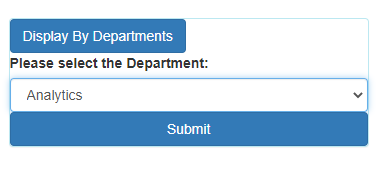 Display By Departments
Please select the Department:
Analytics
Submit